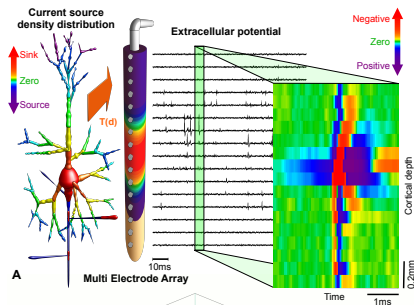 Current source
density distribution
Extracellular potential
Negative
Zero
Positive
Sink
Zero
Source
T(d)
Cortical depth
0.2mm
A
Multi Electrode Array
10ms
Time
1ms